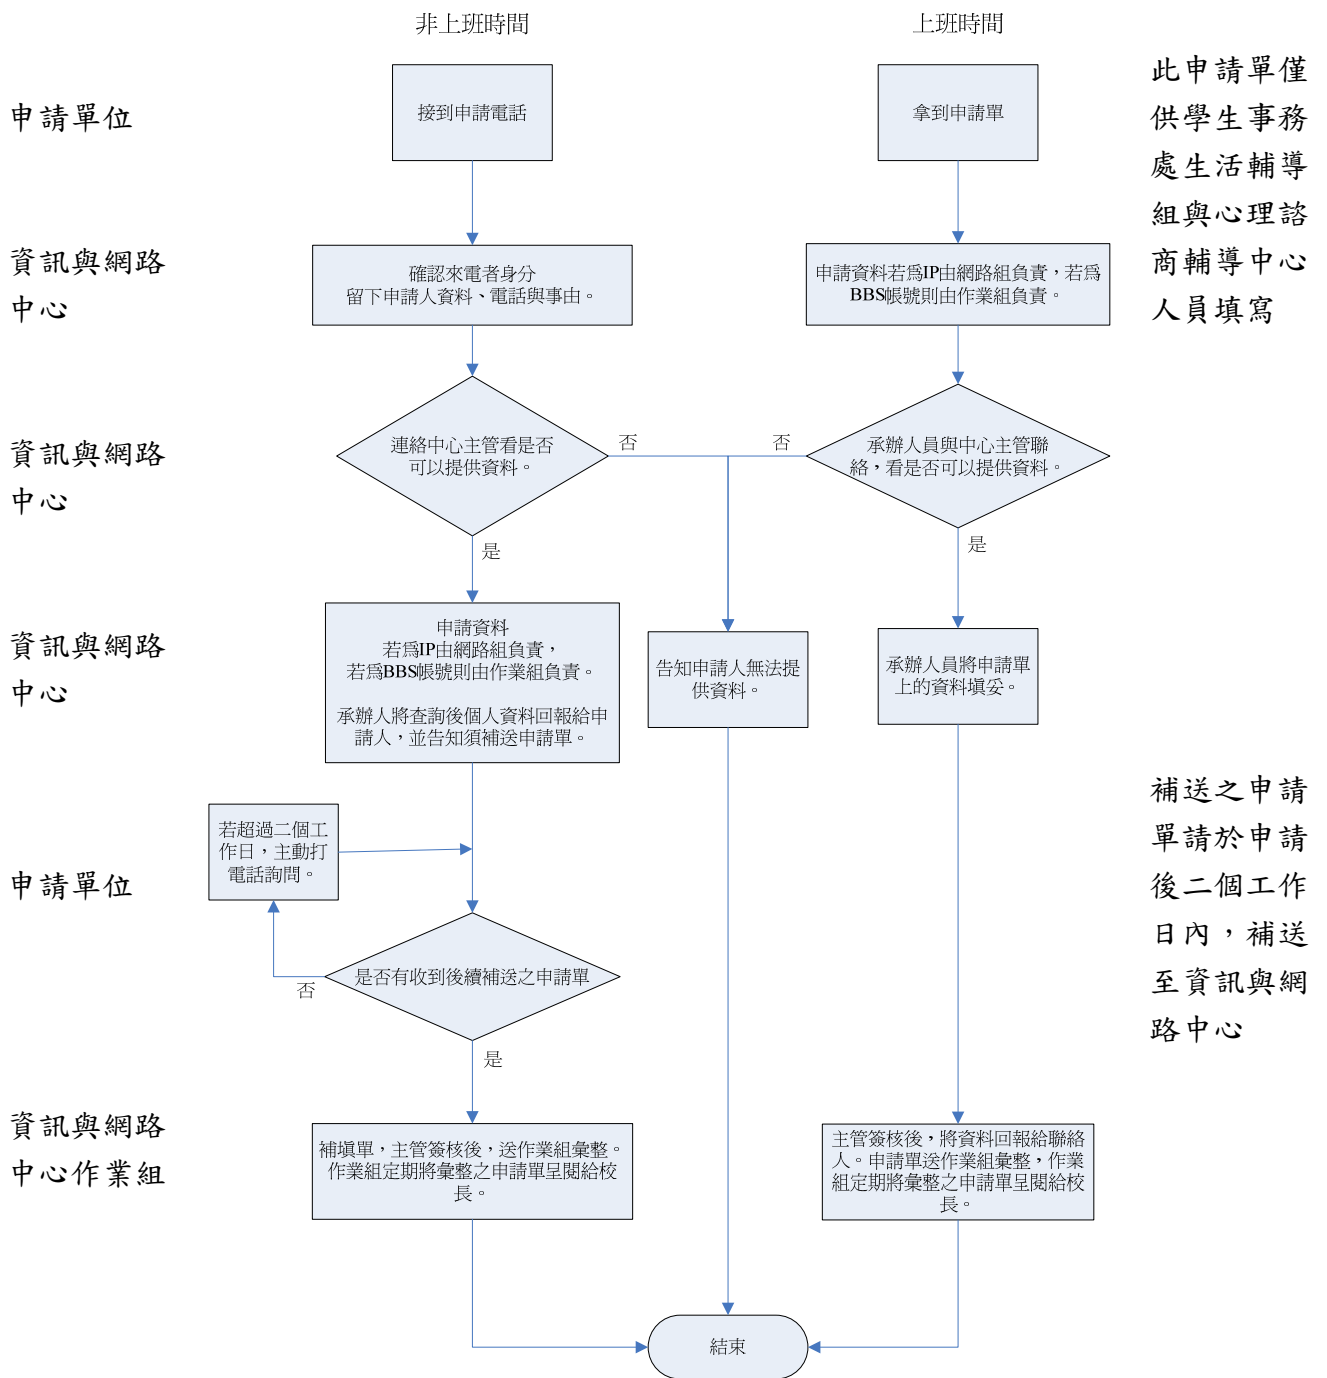 非上班時間
上班時間
申請單位
接到申請電話
拿到申請單
此申請單僅
供學生事務
處生活輔導
組與心理諮
商輔導中心
人員填寫
資訊與網路
中心
確認來電者身分
留下申請人資料、電話與事由。
申請資料若為IP由網路組負責，若為
BBS帳號則由作業組負責。
資訊與網路
中心
連絡中心主管看是否
可以提供資料。
否
否
承辦人員與中心主管聯
絡，看是否可以提供資料。
是
是
資訊與網路
中心
申請資料
若為IP由網路組負責，
若為BBS帳號則由作業組負責。
承辦人將查詢後個人資料回報給申
請人，並告知須補送申請單。
告知申請人無法提
供資料。
承辦人員將申請單
上的資料填妥。
申請單位
若超過二個工
作日，主動打
電話詢問。
否
是否有收到後續補送之申請單
是
補送之申請
單請於申請
後二個工作
日內，補送
至資訊與網
路中心
資訊與網路
中心作業組
補填單，主管簽核後，送作業組彙整。
作業組定期將彙整之申請單呈閱給校
長。
主管簽核後，將資料回報給聯絡
人。申請單送作業組彙整，作業
組定期將彙整之申請單呈閱給校
長。
結束